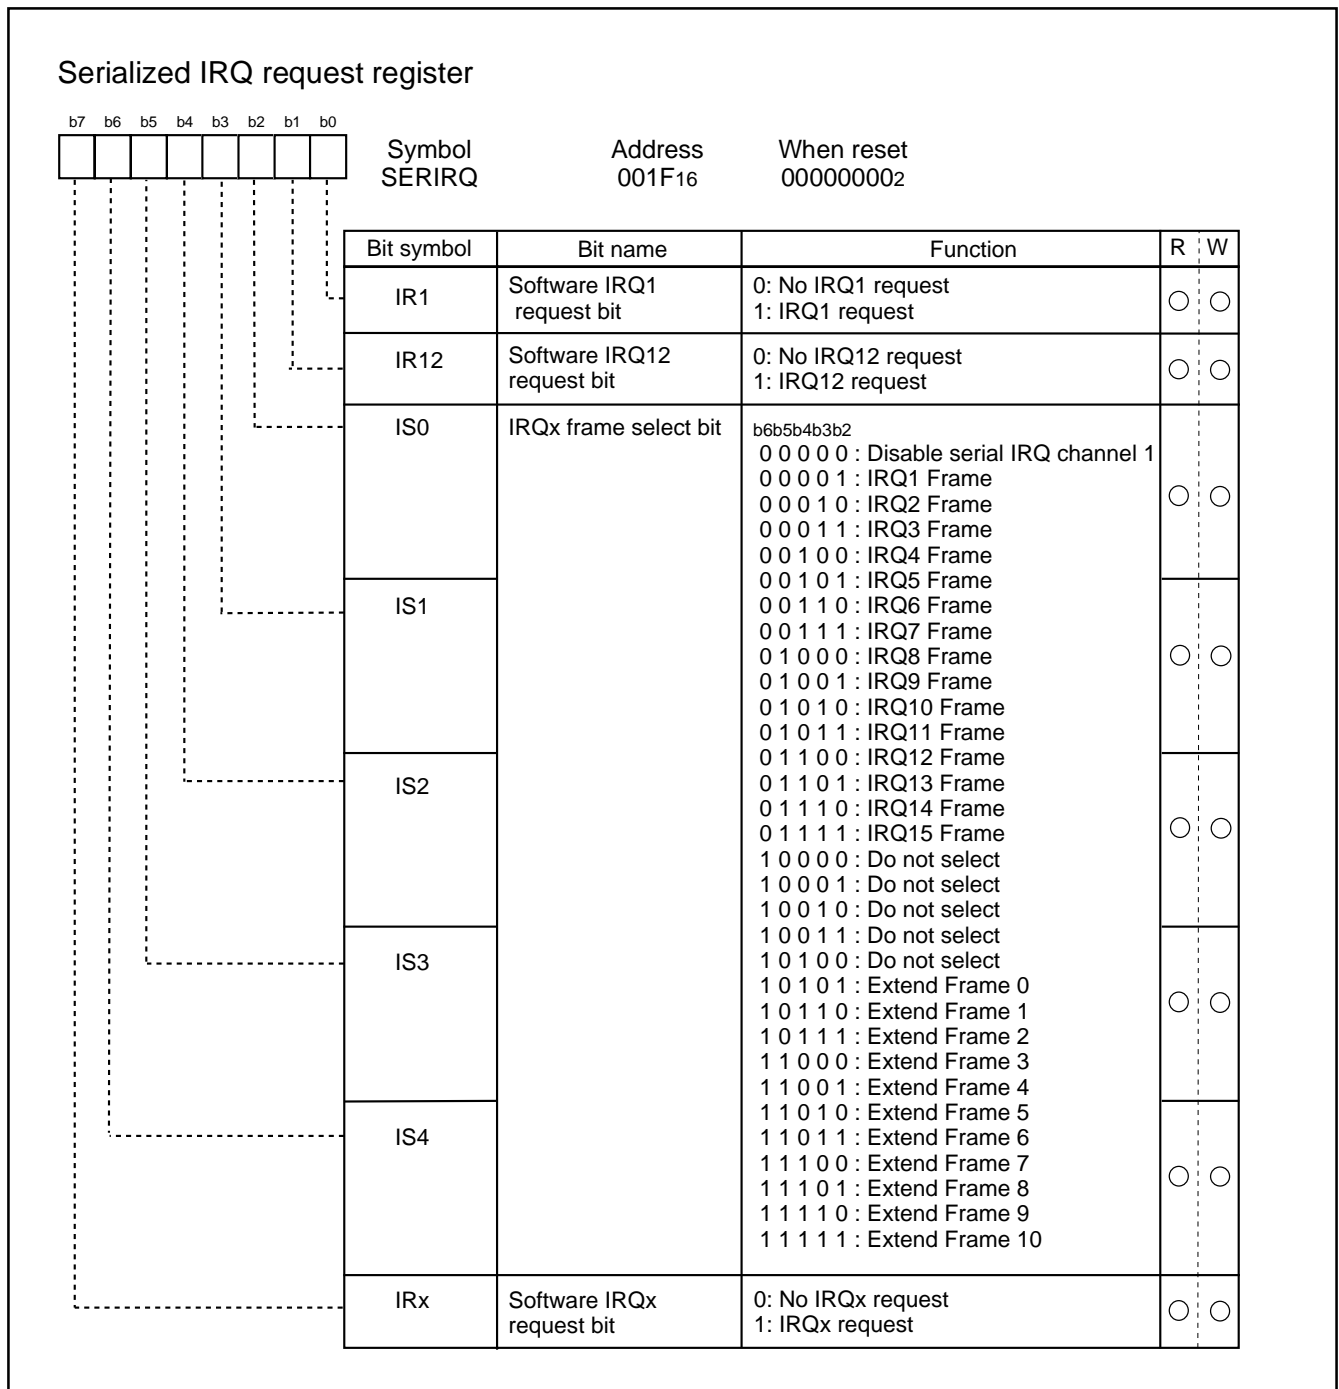 Serialized IRQ request register
b7 b6 b5 b4 b3 b2 b1 b0
Symbol Address When reset
SERIRQ 001F16 000000002
Bit symbol Bit name Function R W
IR1 Software IRQ1 request bit 0: No IRQ1 request
1: IRQ1 request
IR12 Software IRQ12 request bit 0: No IRQ12 request
1: IRQ12 request
IS0 IRQx frame select bit b6b5b4b3b2
0 0 0 0 0 : Disable serial IRQ channel 1
0 0 0 0 1 : IRQ1 Frame
0 0 0 1 0 : IRQ2 Frame
0 0 0 1 1 : IRQ3 Frame
0 0 1 0 0 : IRQ4 Frame
0 0 1 0 1 : IRQ5 Frame
IS1 0 0 1 1 0 : IRQ6 Frame
0 0 1 1 1 : IRQ7 Frame
0 1 0 0 0 : IRQ8 Frame
0 1 0 0 1 : IRQ9 Frame
0 1 0 1 0 : IRQ10 Frame
0 1 0 1 1 : IRQ11 Frame
0 1 1 0 0 : IRQ12 Frame
IS2 0 1 1 0 1 : IRQ13 Frame
0 1 1 1 0 : IRQ14 Frame
0 1 1 1 1 : IRQ15 Frame
1 0 0 0 0 : Do not select
1 0 0 0 1 : Do not select
1 0 0 1 0 : Do not select
1 0 0 1 1 : Do not select
IS3 1 0 1 0 0 : Do not select
1 0 1 0 1 : Extend Frame 0
1 0 1 1 0 : Extend Frame 1
1 0 1 1 1 : Extend Frame 2
1 1 0 0 0 : Extend Frame 3
1 1 0 0 1 : Extend Frame 4
1 1 0 1 0 : Extend Frame 5
IS4 1 1 0 1 1 : Extend Frame 6
1 1 1 0 0 : Extend Frame 7
1 1 1 0 1 : Extend Frame 8
1 1 1 1 0 : Extend Frame 9
1 1 1 1 1 : Extend Frame 10
IRx Software IRQx request bit 0: No IRQx request
1: IRQx request